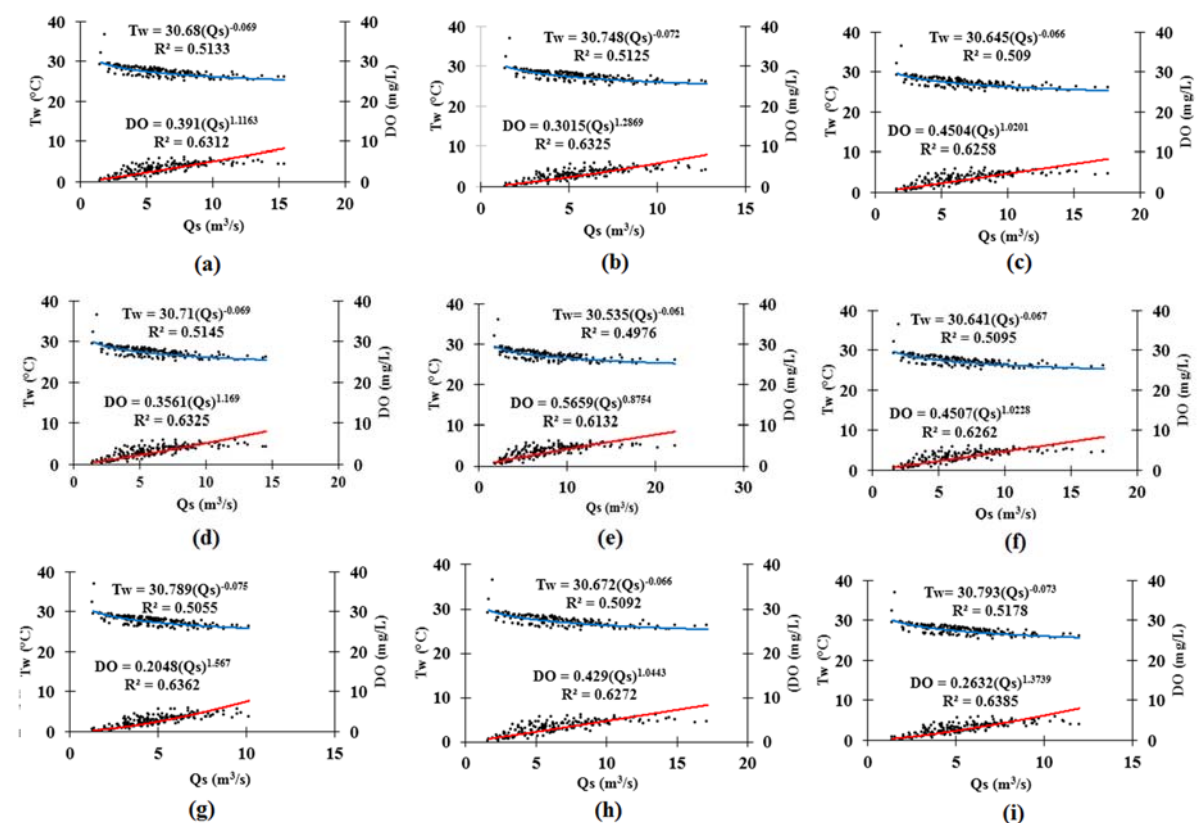 40
30
20
10
0
Tw (°C)
Tw = 30.68(Qs)^-0.069
R² = 0.5133
DO = 0.391(Qs)^1.1163
R² = 0.6312
40
30
20
10
0
DO (mg/L)
0 5 10 15 20
Qs (m³/s)
(a)
40
30
20
10
0
Tw (°C)
Tw = 30.748(Qs)^-0.072
R² = 0.5125
DO = 0.3015(Qs)^1.2869
R² = 0.6325
40
30
20
10
0
DO (mg/L)
0 5 10 15
Qs (m³/s)
(b)
40
30
20
10
0
Tw (°C)
Tw = 30.645(Qs)^-0.066
R² = 0.509
DO = 0.4504(Qs)^1.0201
R² = 0.6258
40
30
20
10
0
DO (mg/L)
0 5 10 15 20
Qs (m³/s)
(c)
40
30
20
10
0
Tw (°C)
Tw = 30.71(Qs)^-0.069
R² = 0.5145
DO = 0.3561(Qs)^1.169
R² = 0.6325
40
30
20
10
0
DO (mg/L)
0 5 10 15 20
Qs (m³/s)
(d)
40
30
20
10
0
Tw (°C)
Tw= 30.535(Qs)^-0.061
R² = 0.4976
DO = 0.5659(Qs)^0.8754
R² = 0.6132
40
30
20
10
0
DO (mg/L)
0 10 20 30
Qs (m³/s)
(e)
40
30
20
10
0
Tw (°C)
Tw = 30.641(Qs)^-0.067
R² = 0.5095
DO = 0.4507(Qs)^1.0228
R² = 0.6262
40
30
20
10
0
DO (mg/L)
0 5 10 15 20
Qs (m³/s)
(f)
40
30
20
10
0
Tw (°C)
Tw = 30.789(Qs)^-0.075
R² = 0.5055
DO = 0.2048(Qs)^1.567
R² = 0.6362
40
30
20
10
0
DO (mg/L)
0 5 10 15
Qs (m³/s)
(g)
40
30
20
10
0
Tw (°C)
Tw = 30.672(Qs)^-0.066
R² = 0.5092
DO = 0.429(Qs)^1.0443
R² = 0.6272
40
30
20
10
0
(DO (mg/L)
0 5 10 15 20
Qs (m³/s)
(h)
40
30
20
10
0
Tw (°C)
Tw= 30.793(Qs)^-0.073
R² = 0.5178
DO = 0.2632(Qs)^1.3739
R² = 0.6385
40
30
20
10
0
DO (mg/L)
0 5 10 15
Qs (m³/s)
(i)